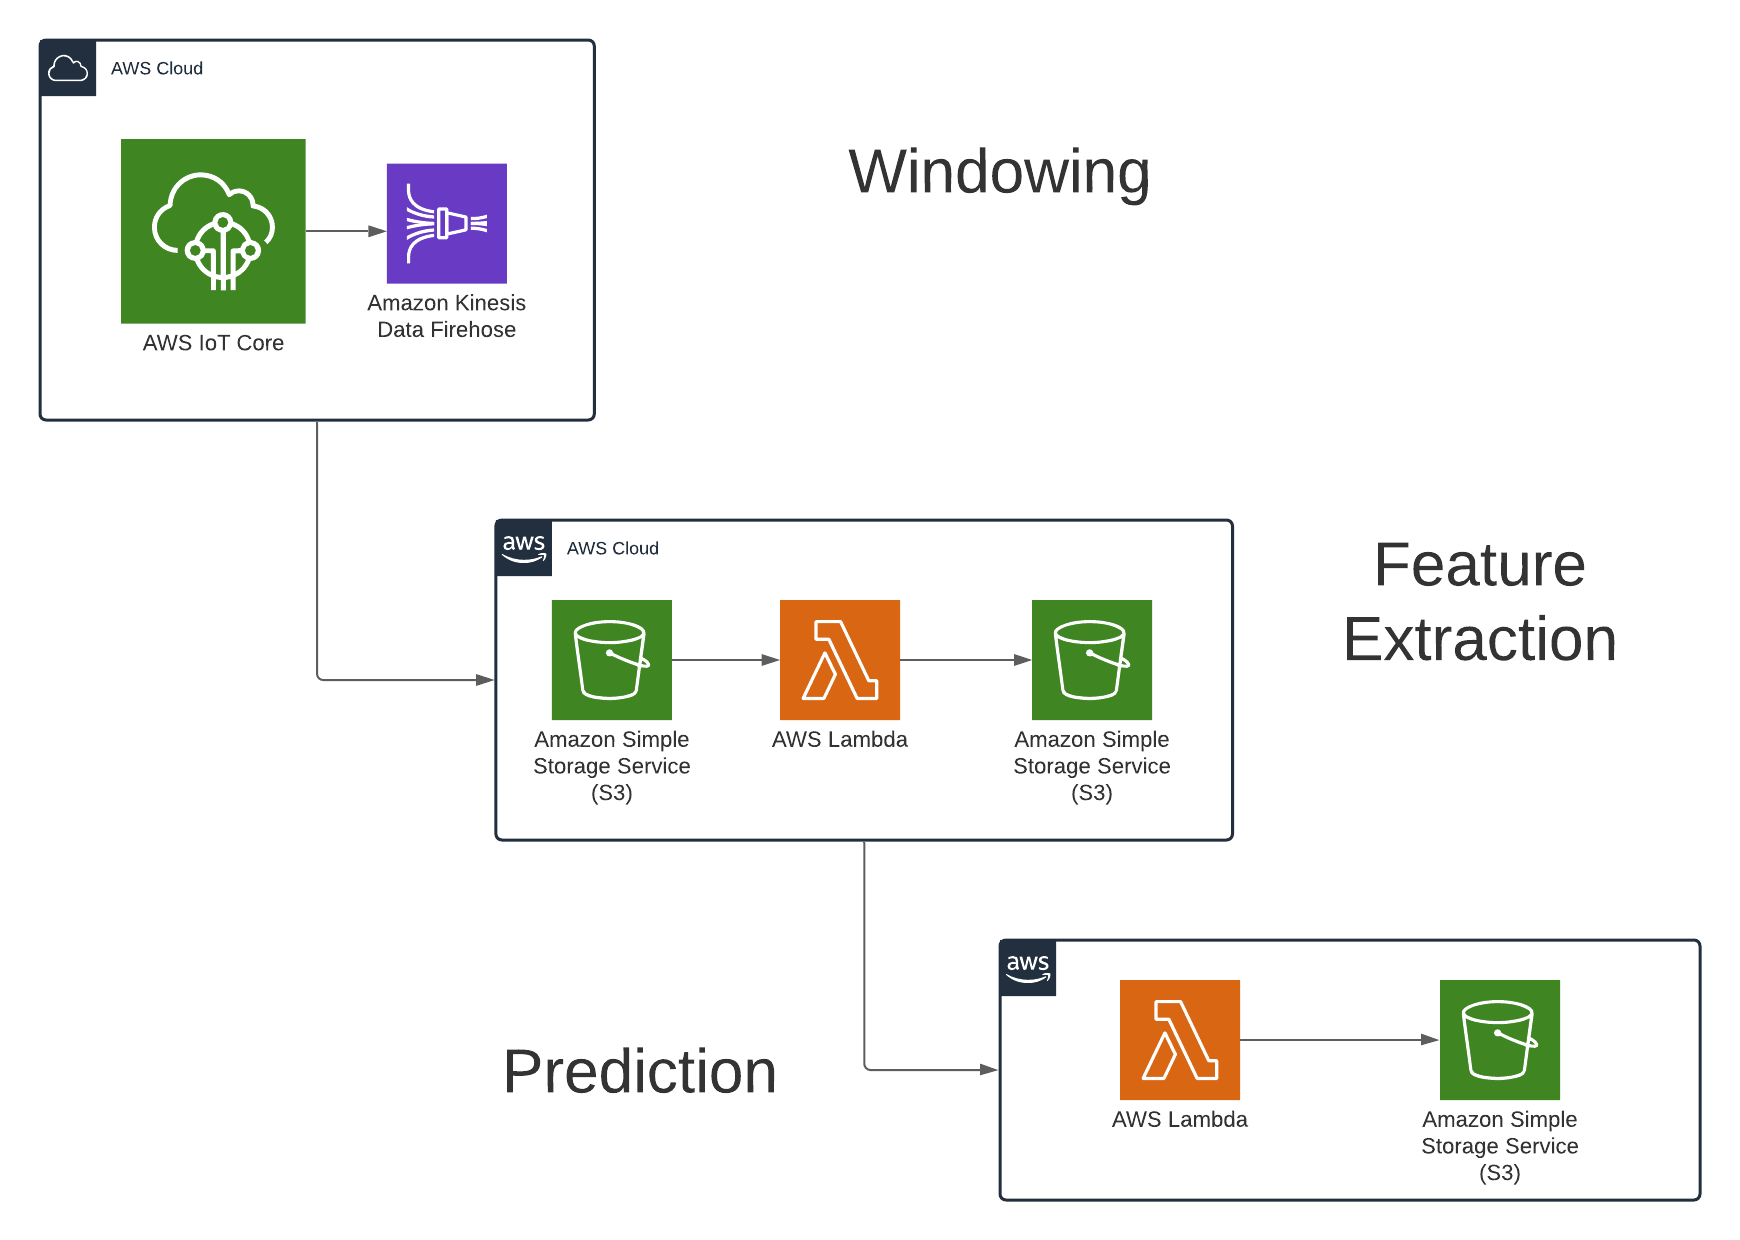 AWS Cloud
Windowing
AWS IoT Core
Amazon Kinesis
Data Firehose
aws
AWS Cloud
Feature
Extraction
Amazon Simple
Storage Service
(S3)
AWS Lambda
Amazon Simple
Storage Service
(S3)
Prediction
aws
AWS Lambda
Amazon Simple
Storage Service
(S3)